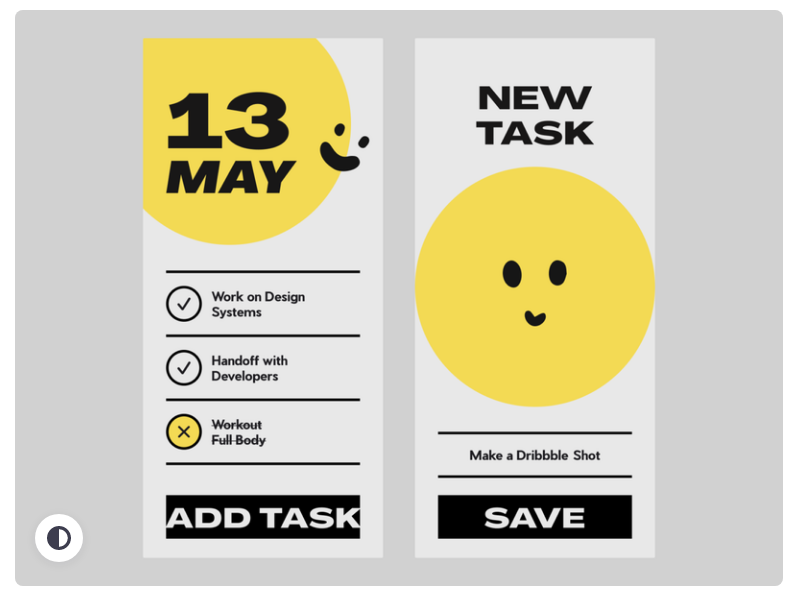 13
MAY
Work on Design
Systems
Handoff with
Developers
Workout
Full Body
ADD TASK
NEW
TASK
Make a Dribbble Shot
SAVE